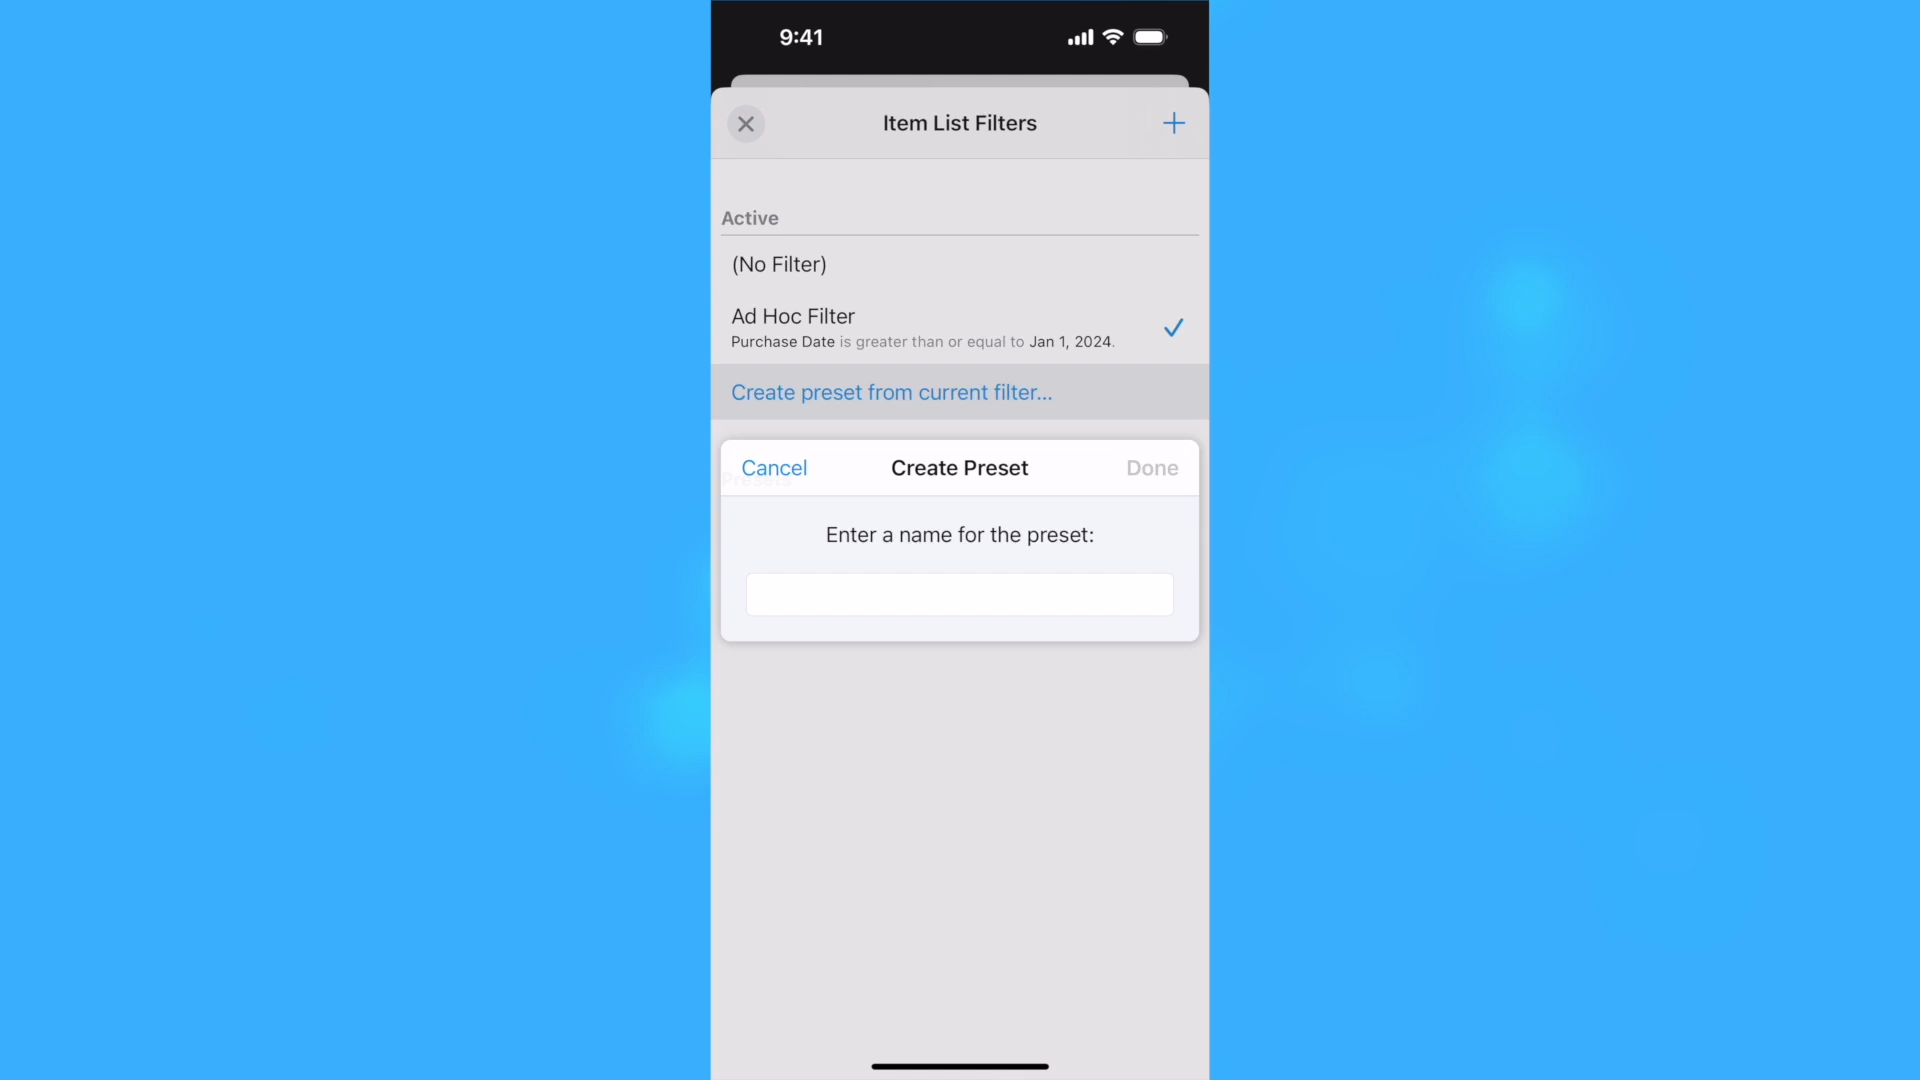 9:41
Item List Filters
Active
(No Filter)
Ad Hoc Filter
Purchase Date is greater than or equal to Jan 1, 2024.
Create preset from current filter...
Cancel
Create Preset
Done
Presets
Enter a name for the preset: